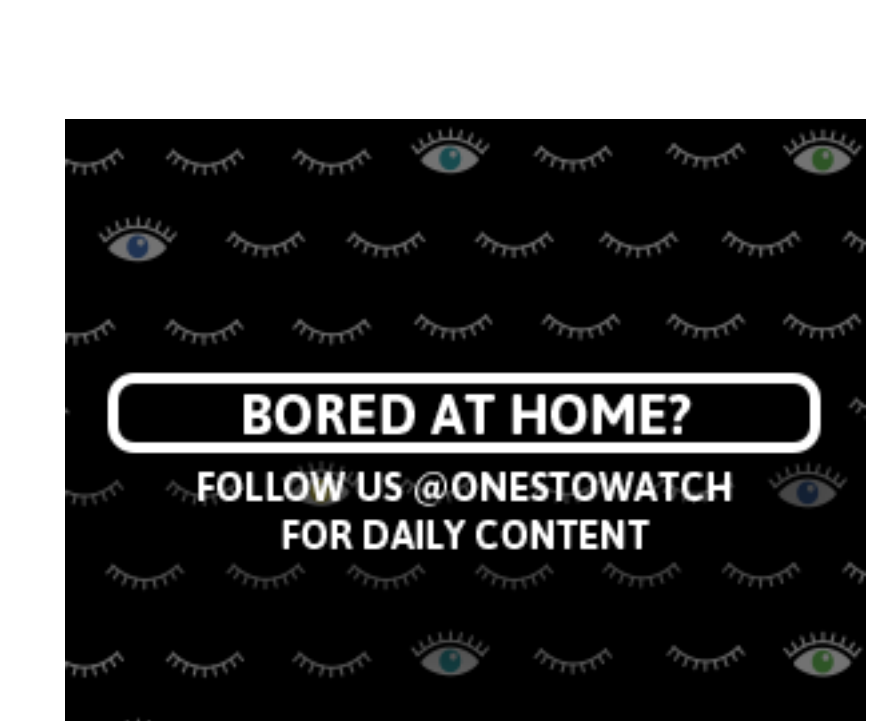 BORED AT HOME?
FOLLOW US @ONESTOWATCH
FOR DAILY CONTENT